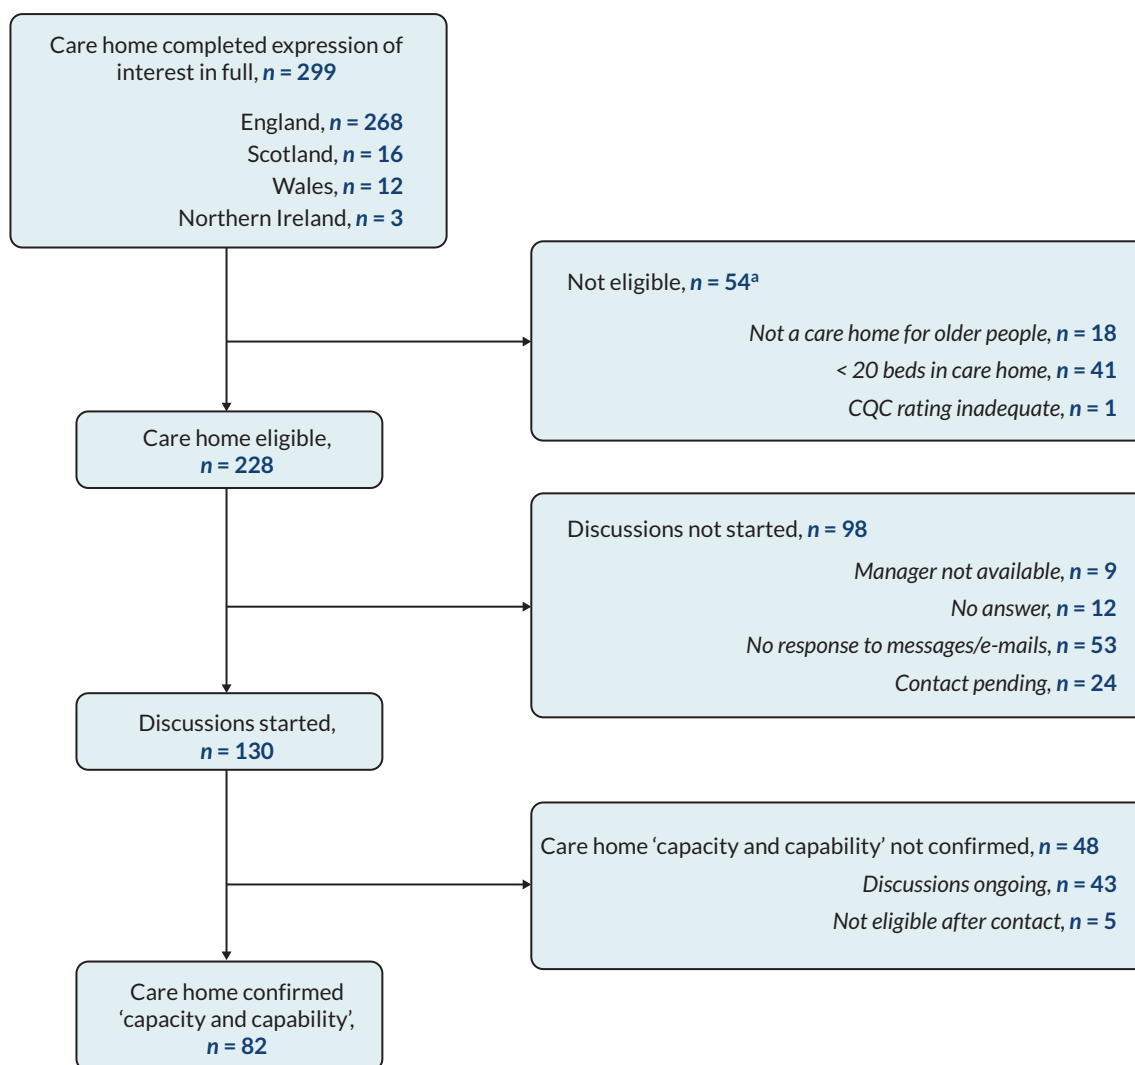 Care home completed expression of
interest in full, n = 299
England, n = 268
Scotland, n = 16
Wales, n = 12
Northern Ireland, n = 3
Not eligible, n = 54ᵃ
Not a care home for older people, n = 18
< 20 beds in care home, n = 41
CQC rating inadequate, n = 1
Care home eligible,
n = 228
Discussions not started, n = 98
Manager not available, n = 9
No answer, n = 12
No response to messages/e-mails, n = 53
Contact pending, n = 24
Discussions started,
n = 130
Care home ‘capacity and capability’ not confirmed, n = 48
Discussions ongoing, n = 43
Not eligible after contact, n = 5
Care home confirmed
‘capacity and capability’,
n = 82